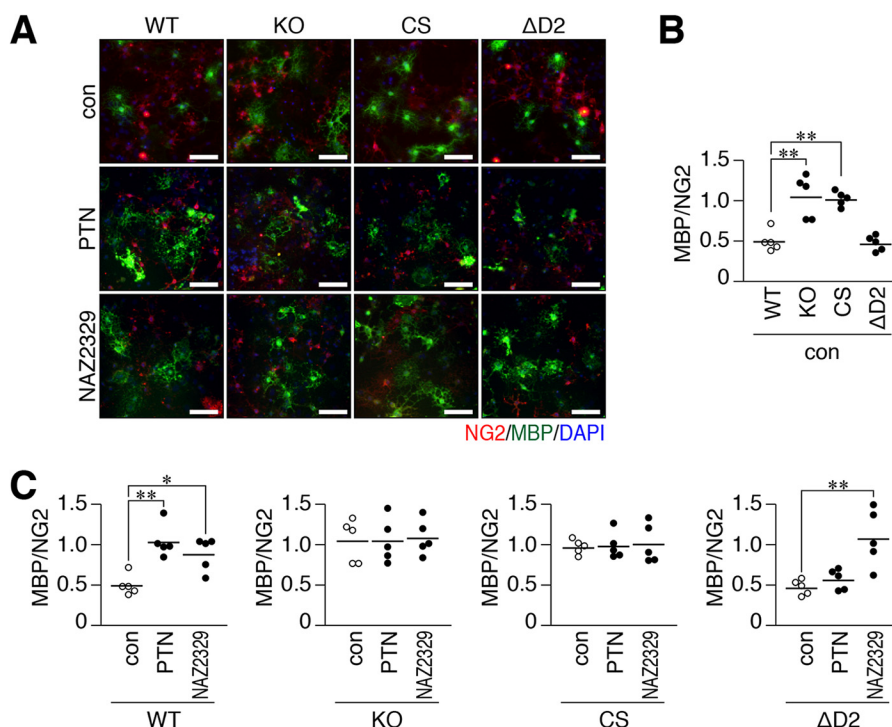 A
WT KO CS ΔD2
con
PTN
NAZ2329
NG2/MBP/DAPI
B
MBP/NG2
1.5
1.0
0.5
0
** **
WT KO CS ΔD2
con
C
MBP/NG2
1.5
1.0
0.5
0
** *
con PTN NAZ2329
WT
MBP/NG2
1.5
1.0
0.5
0
con PTN NAZ2329
KO
MBP/NG2
1.5
1.0
0.5
0
con PTN NAZ2329
CS
MBP/NG2
1.5
1.0
0.5
0
**
con PTN NAZ2329
ΔD2